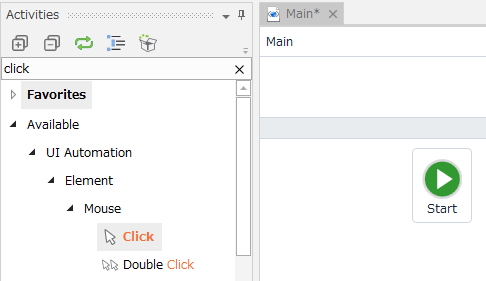 Activities
click
Favorites
Available
UI Automation
Element
Mouse
Click
Double Click
Main*
Main
Start